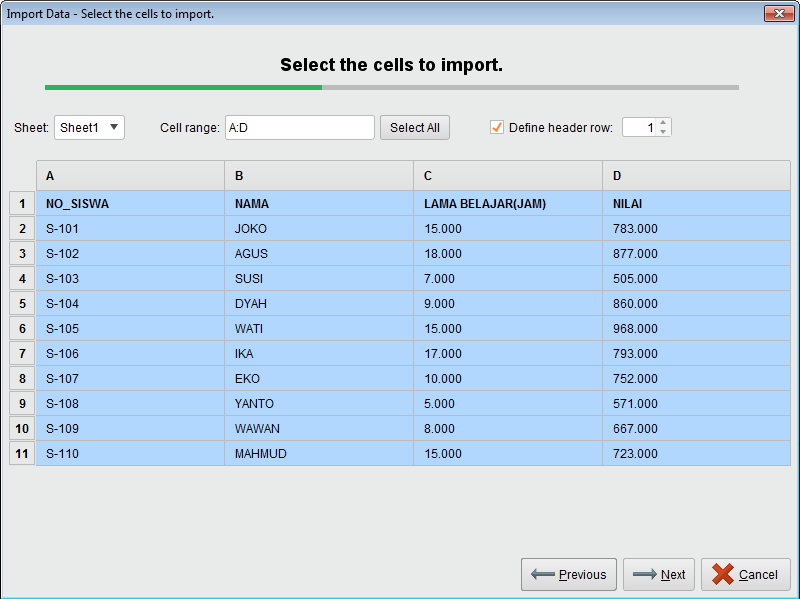 Import Data - Select the cells to import.
Select the cells to import.
Sheet: Sheet1 Cell range: A:D Select All Define header row: 1
A B C D
1 NO_SISWA NAMA LAMA BELAJAR(JAM) NILAI
2 S-101 JOKO 15.000 783.000
3 S-102 AGUS 18.000 877.000
4 S-103 SUSI 7.000 505.000
5 S-104 DYAH 9.000 860.000
6 S-105 WATI 15.000 968.000
7 S-106 IKA 17.000 793.000
8 S-107 EKO 10.000 752.000
9 S-108 YANTO 5.000 571.000
10 S-109 WAWAN 8.000 667.000
11 S-110 MAHMUD 15.000 723.000
Previous Next Cancel